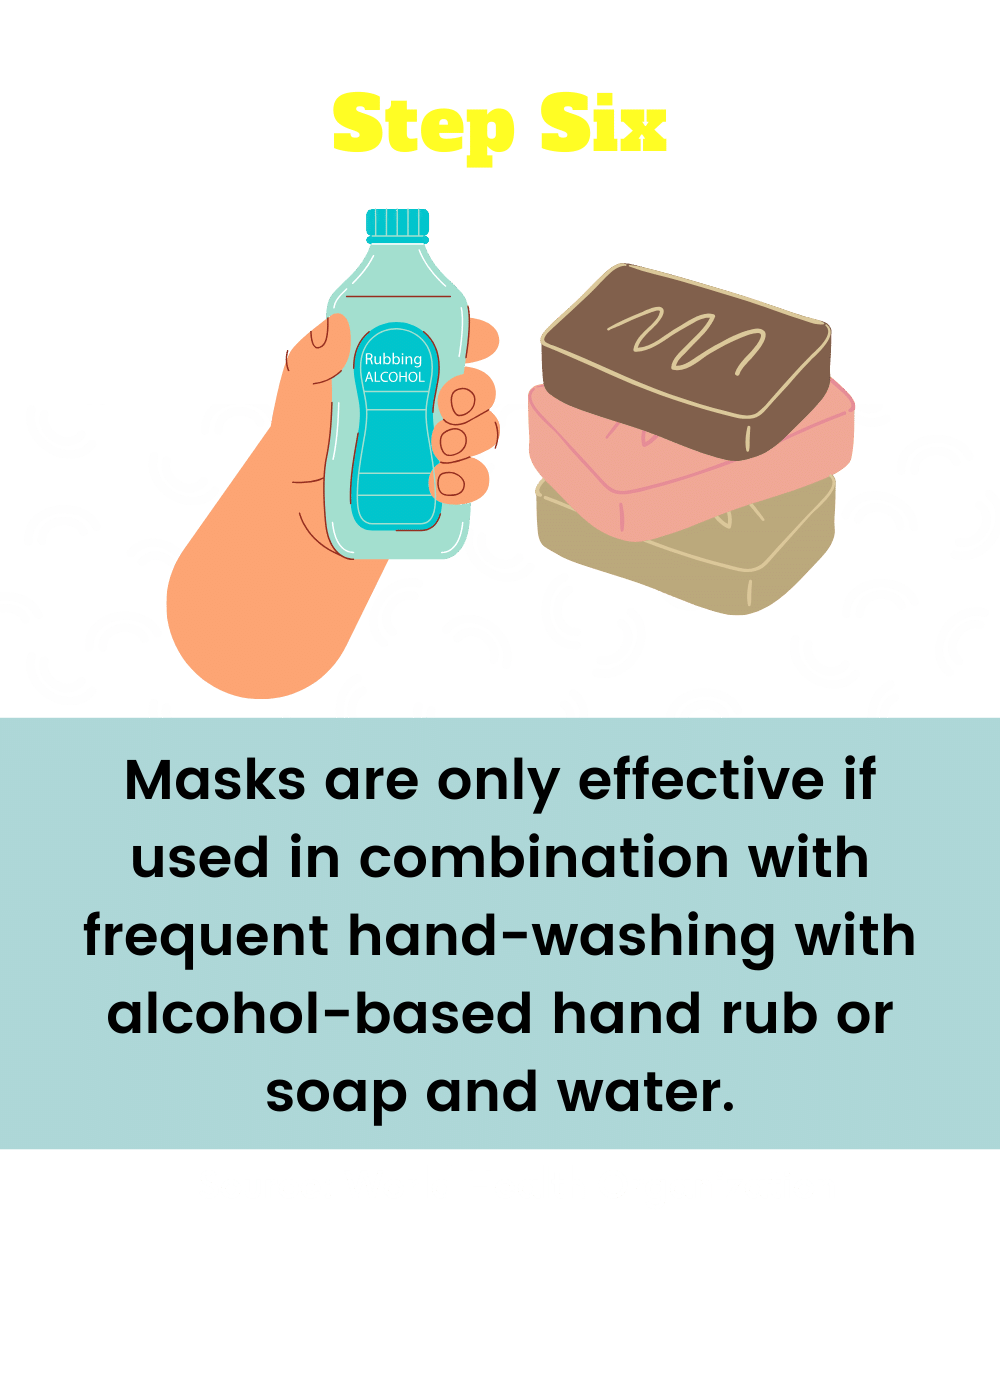 Step Six
Rubbing
ALCOHOL
Masks are only effective if
used in combination with
frequent hand-washing with
alcohol-based hand rub or
soap and water.